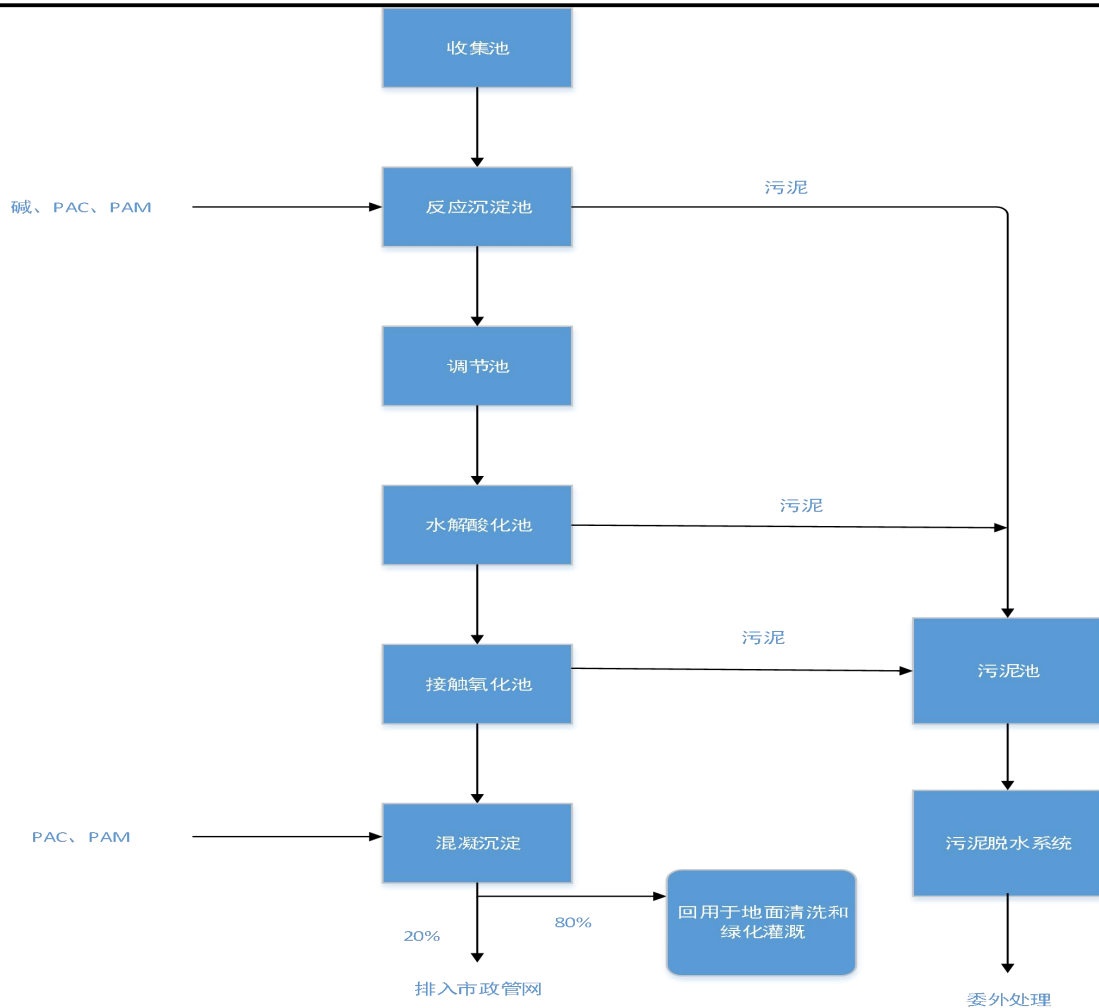 收集池
碱、PAC、PAM
反应沉淀池
污泥
调节池
水解酸化池
污泥
接触氧化池
污泥
污泥池
PAC、PAM
混凝沉淀
污泥脱水系统
回用于地面清洗和
绿化灌溉
20%
80%
排入市政管网
委外处理